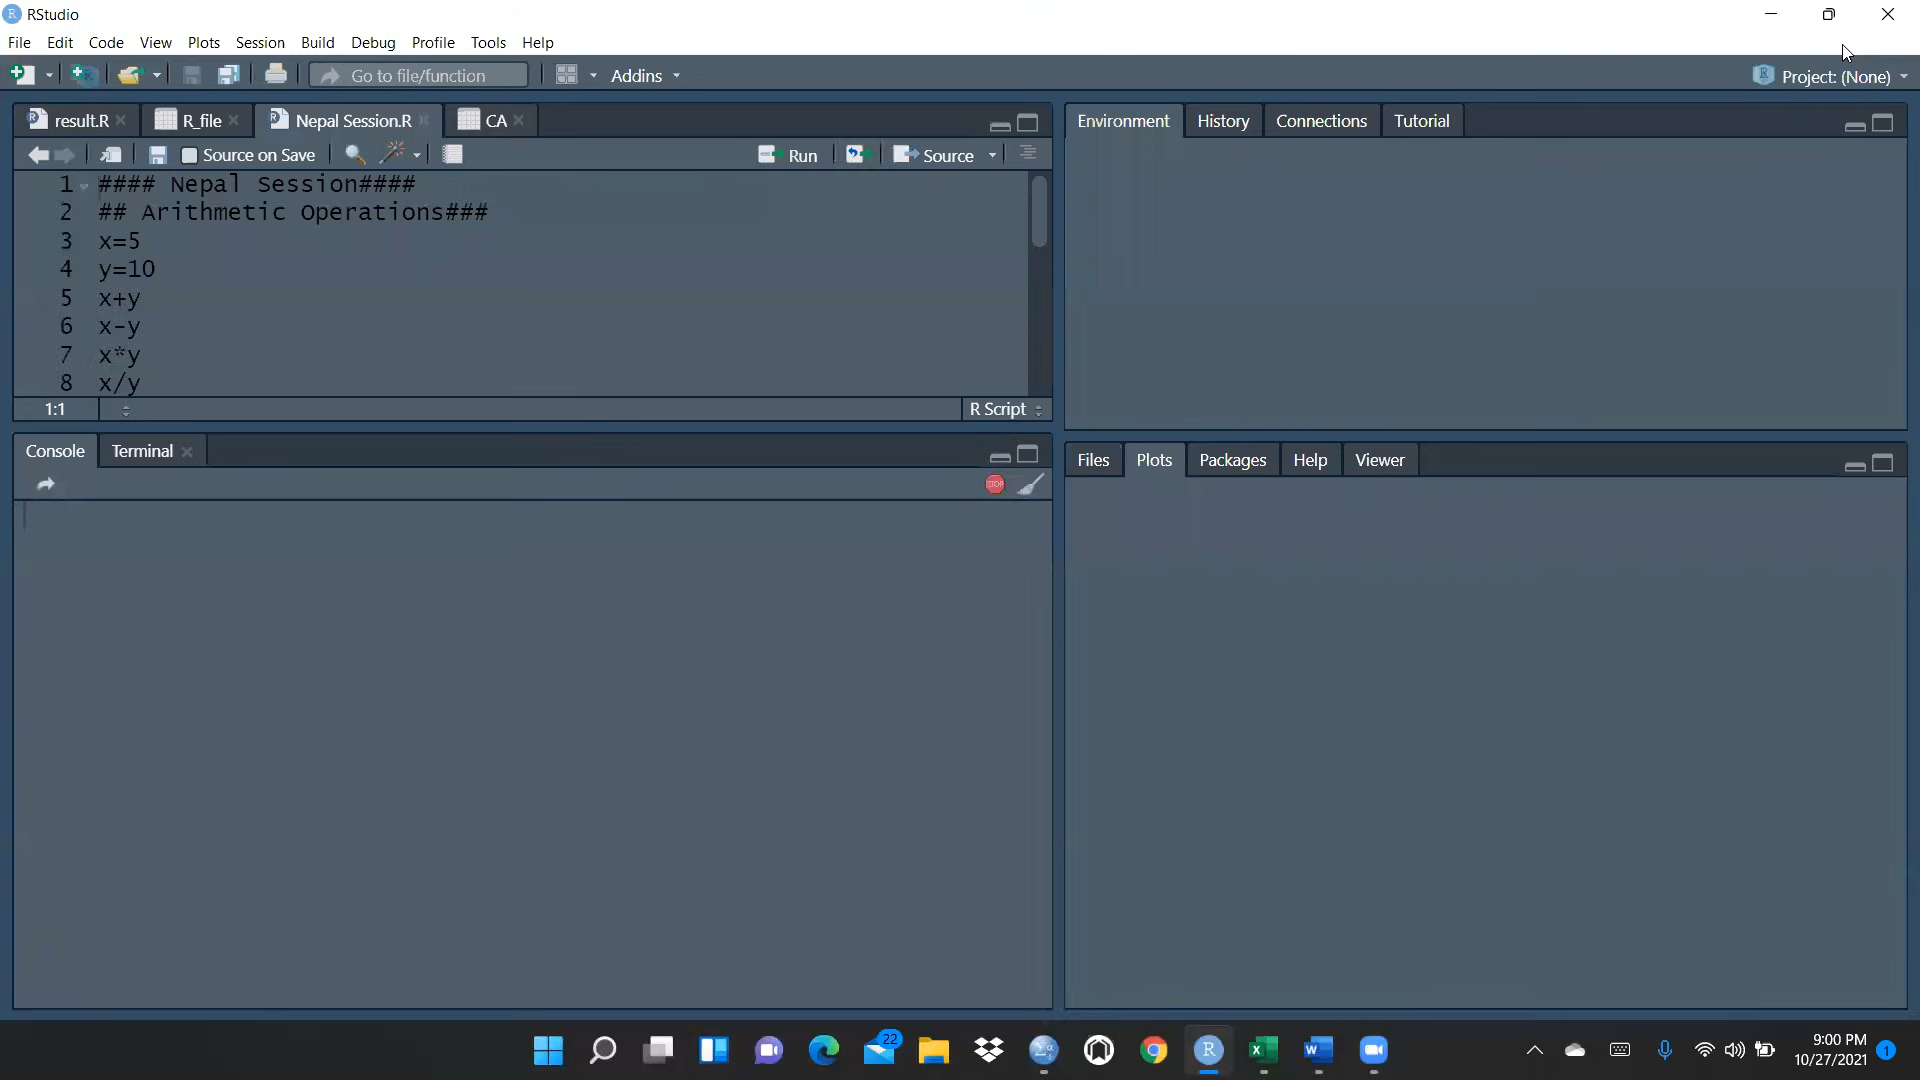 RStudio
File Edit Code View Plots Session Build Debug Profile Tools Help
Go to file/function Addins Project: (None)
result.R R_file Nepal Session.R CA
Source on Save Run Source
1 #### Nepal Session####
2 ## Arithmetic Operations###
3 x=5
4 y=10
5 x+y
6 x-y
7 x*y
8 x/y
1:1 R Script
Console Terminal
STOP
Environment History Connections Tutorial
Files Plots Packages Help Viewer
22
9:00 PM
10/27/2021 1